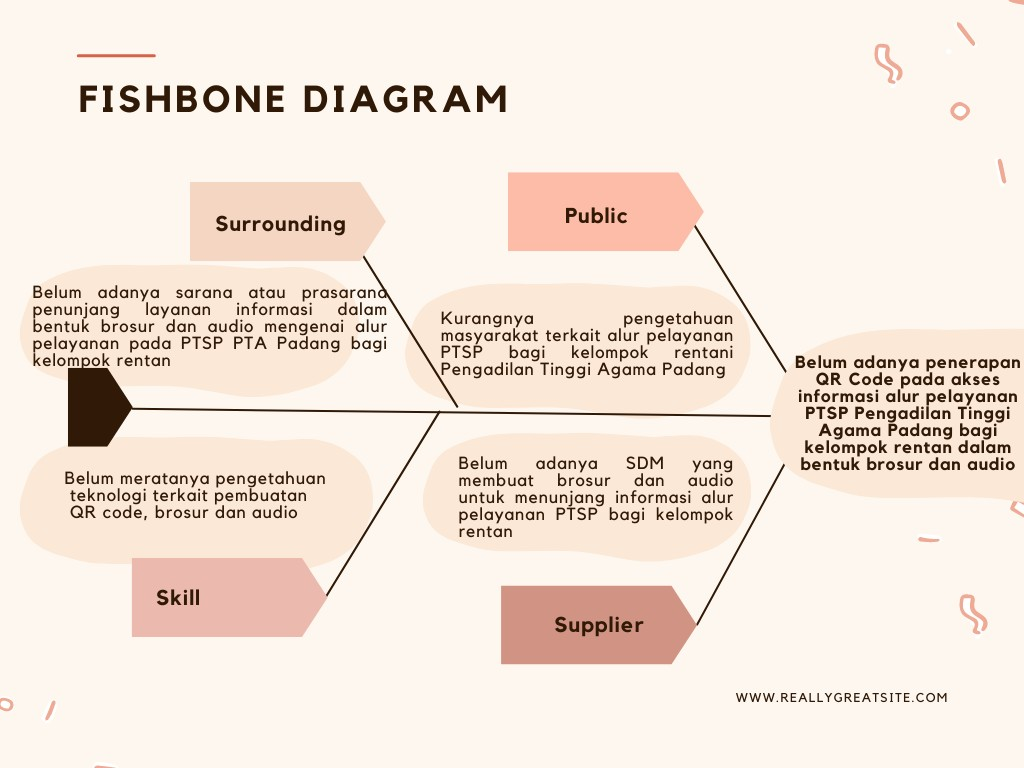 FISHBONE DIAGRAM
Surrounding
Public
Belum adanya sarana atau prasarana
penunjang layanan informasi dalam
bentuk brosur dan audio mengenai alur
pelayanan pada PTSP PTA Padang bagi
kelompok rentan
Kurangnya pengetahuan
masyarakat terkait alur pelayanan
PTSP bagi kelompok rentani
Pengadilan Tinggi Agama Padang
Belum adanya penerapan
QR Code pada akses
informasi alur pelayanan
PTSP Pengadilan Tinggi
Agama Padang bagi
kelompok rentan dalam
bentuk brosur dan audio
Belum meratanya pengetahuan
teknologi terkait pembuatan
QR code, brosur dan audio
Belum adanya SDM yang
membuat brosur dan audio
untuk menunjang informasi alur
pelayanan PTSP bagi kelompok
rentan
Skill
Supplier
WWW.REALLYGREATSITE.COM